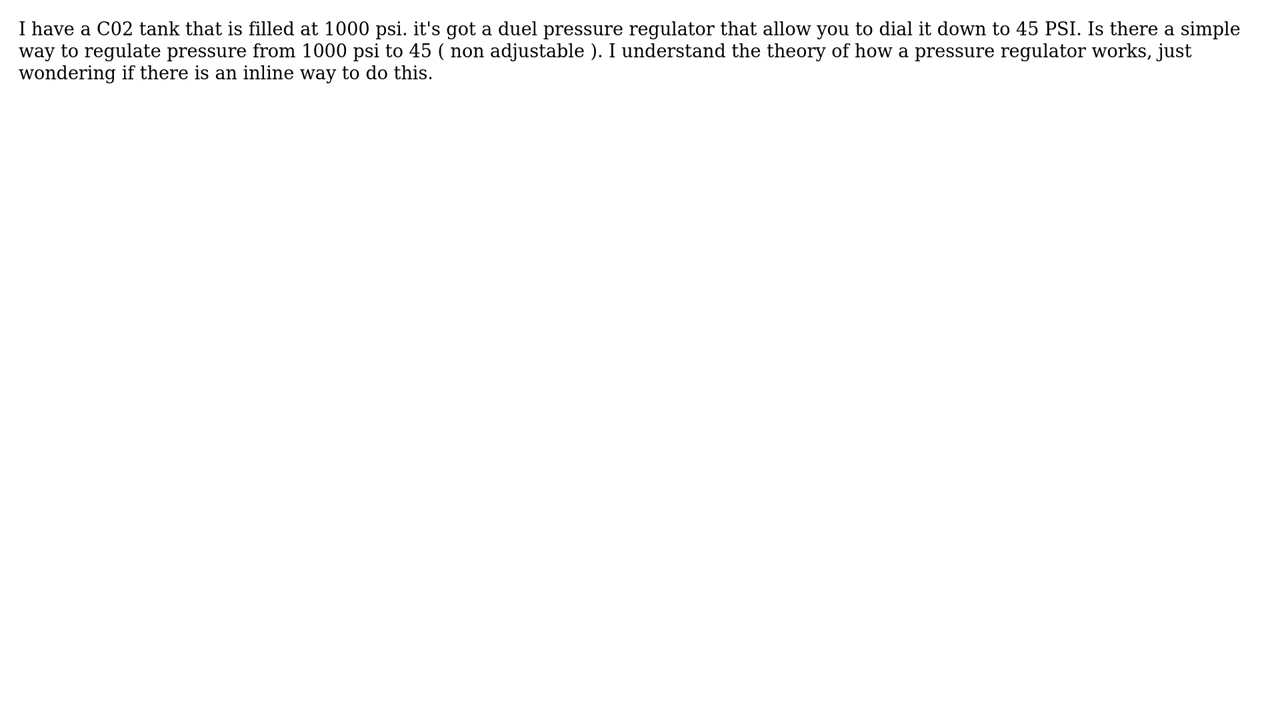 I have a C02 tank that is filled at 1000 psi. it's got a duel pressure regulator that allow you to dial it down to 45 PSI. Is there a simple
way to regulate pressure from 1000 psi to 45 ( non adjustable ). I understand the theory of how a pressure regulator works, just
wondering if there is an inline way to do this.